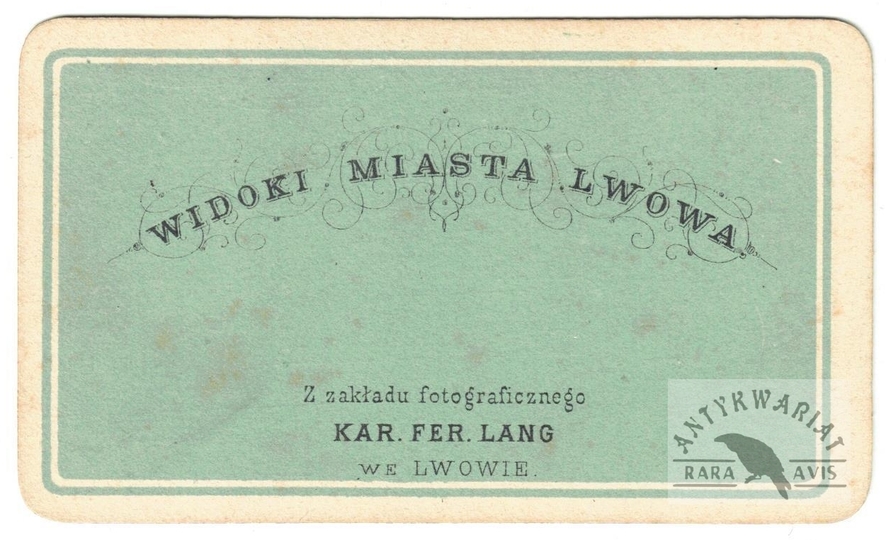 WIDOKI MIASTA LWOWA
Z zakładu fotograficznego
KAR. FER. LANG
WE LWOWIE.
ANTYKWARIAT
RARA AVIS